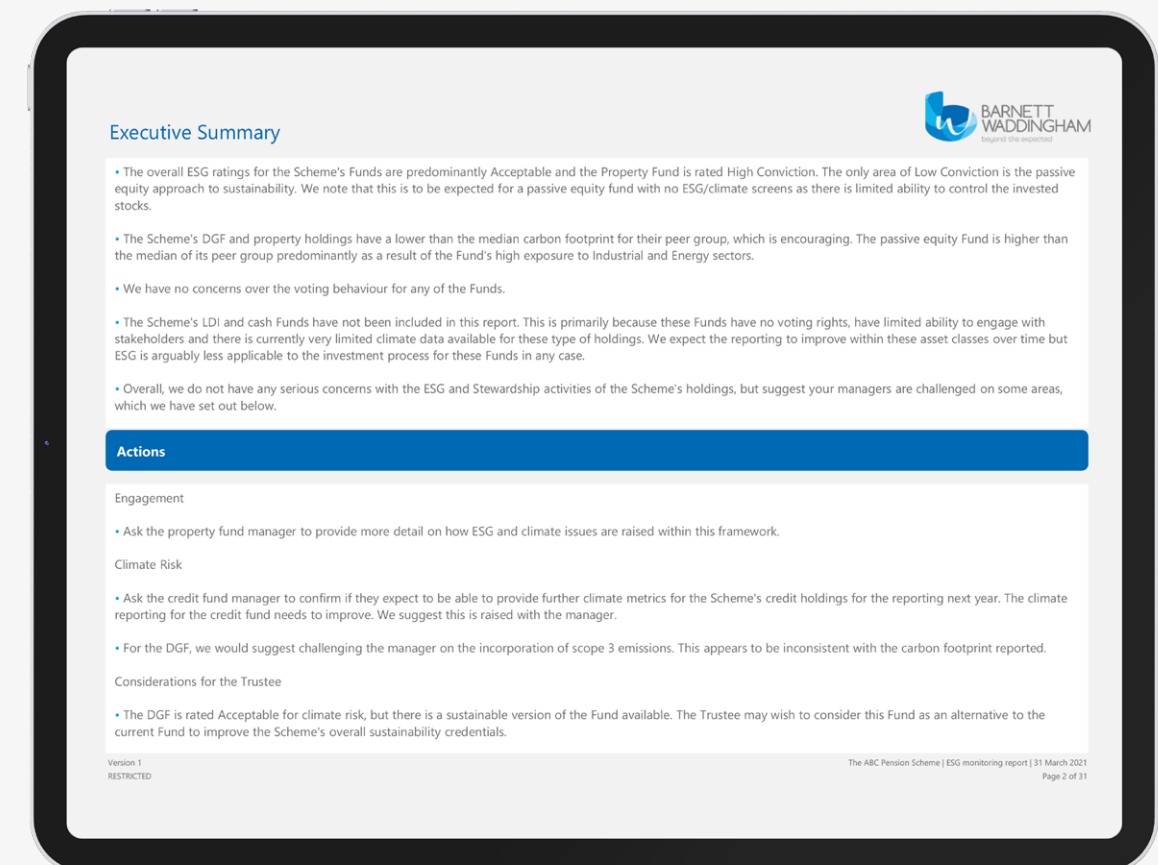 BARNETT
WADDINGHAM
beyond the expected
Executive Summary
• The overall ESG ratings for the Scheme's Funds are predominantly Acceptable and the Property Fund is rated High Conviction. The only area of Low Conviction is the passive
equity approach to sustainability. We note that this is to be expected for a passive equity fund with no ESG/climate screens as there is limited ability to control the invested
stocks.
• The Scheme's DGF and property holdings have a lower than the median carbon footprint for their peer group, which is encouraging. The passive equity Fund is higher than
the median of its peer group predominantly as a result of the Fund's high exposure to Industrial and Energy sectors.
• We have no concerns over the voting behaviour for any of the Funds.
• The Scheme's LDI and cash Funds have not been included in this report. This is primarily because these Funds have no voting rights, have limited ability to engage with
stakeholders and there is currently very limited climate data available for these type of holdings. We expect the reporting to improve within these asset classes over time but
ESG is arguably less applicable to the investment process for these Funds in any case.
• Overall, we do not have any serious concerns with the ESG and Stewardship activities of the Scheme's holdings, but suggest your managers are challenged on some areas,
which we have set out below.
Actions
Engagement
• Ask the property fund manager to provide more detail on how ESG and climate issues are raised within this framework.
Climate Risk
• Ask the credit fund manager to confirm if they expect to be able to provide further climate metrics for the Scheme's credit holdings for the reporting next year. The climate
reporting for the credit fund needs to improve. We suggest this is raised with the manager.
• For the DGF, we would suggest challenging the manager on the incorporation of scope 3 emissions. This appears to be inconsistent with the carbon footprint reported.
Considerations for the Trustee
• The DGF is rated Acceptable for climate risk, but there is a sustainable version of the Fund available. The Trustee may wish to consider this Fund as an alternative to the
current Fund to improve the Scheme's overall sustainability credentials.
Version 1
RESTRICTED
The ABC Pension Scheme | ESG monitoring report | 31 March 2021
Page 2 of 31